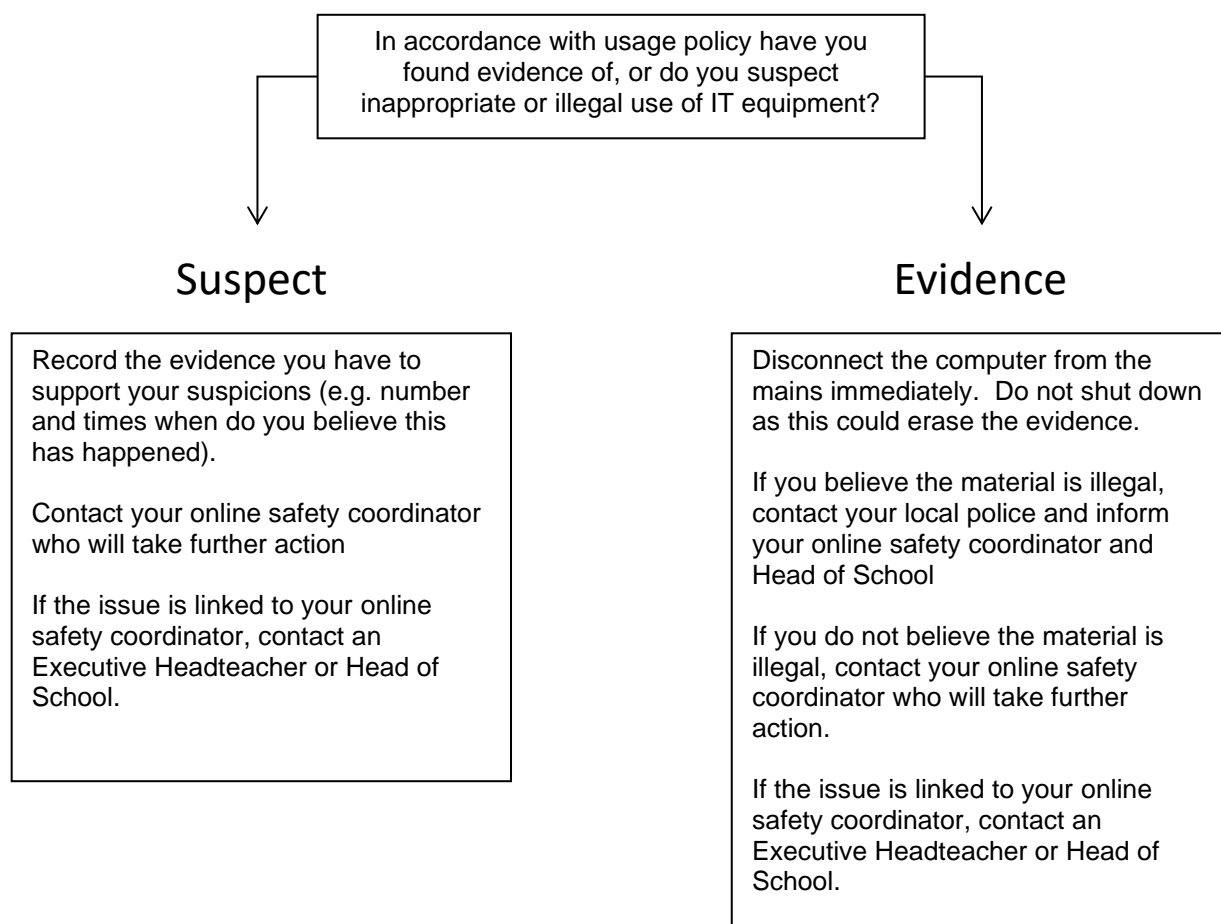 In accordance with usage policy have you
found evidence of, or do you suspect
inappropriate or illegal use of IT equipment?
Suspect
Record the evidence you have to
support your suspicions (e.g. number
and times when do you believe this
has happened).
Contact your online safety coordinator
who will take further action
If the issue is linked to your online
safety coordinator, contact an
Executive Headteacher or Head of
School.
Evidence
Disconnect the computer from the
mains immediately.  Do not shut down
as this could erase the evidence.
If you believe the material is illegal,
contact your local police and inform
your online safety coordinator and
Head of School
If you do not believe the material is
illegal, contact your online safety
coordinator who will take further
action.
If the issue is linked to your online
safety coordinator, contact an
Executive Headteacher or Head of
School.